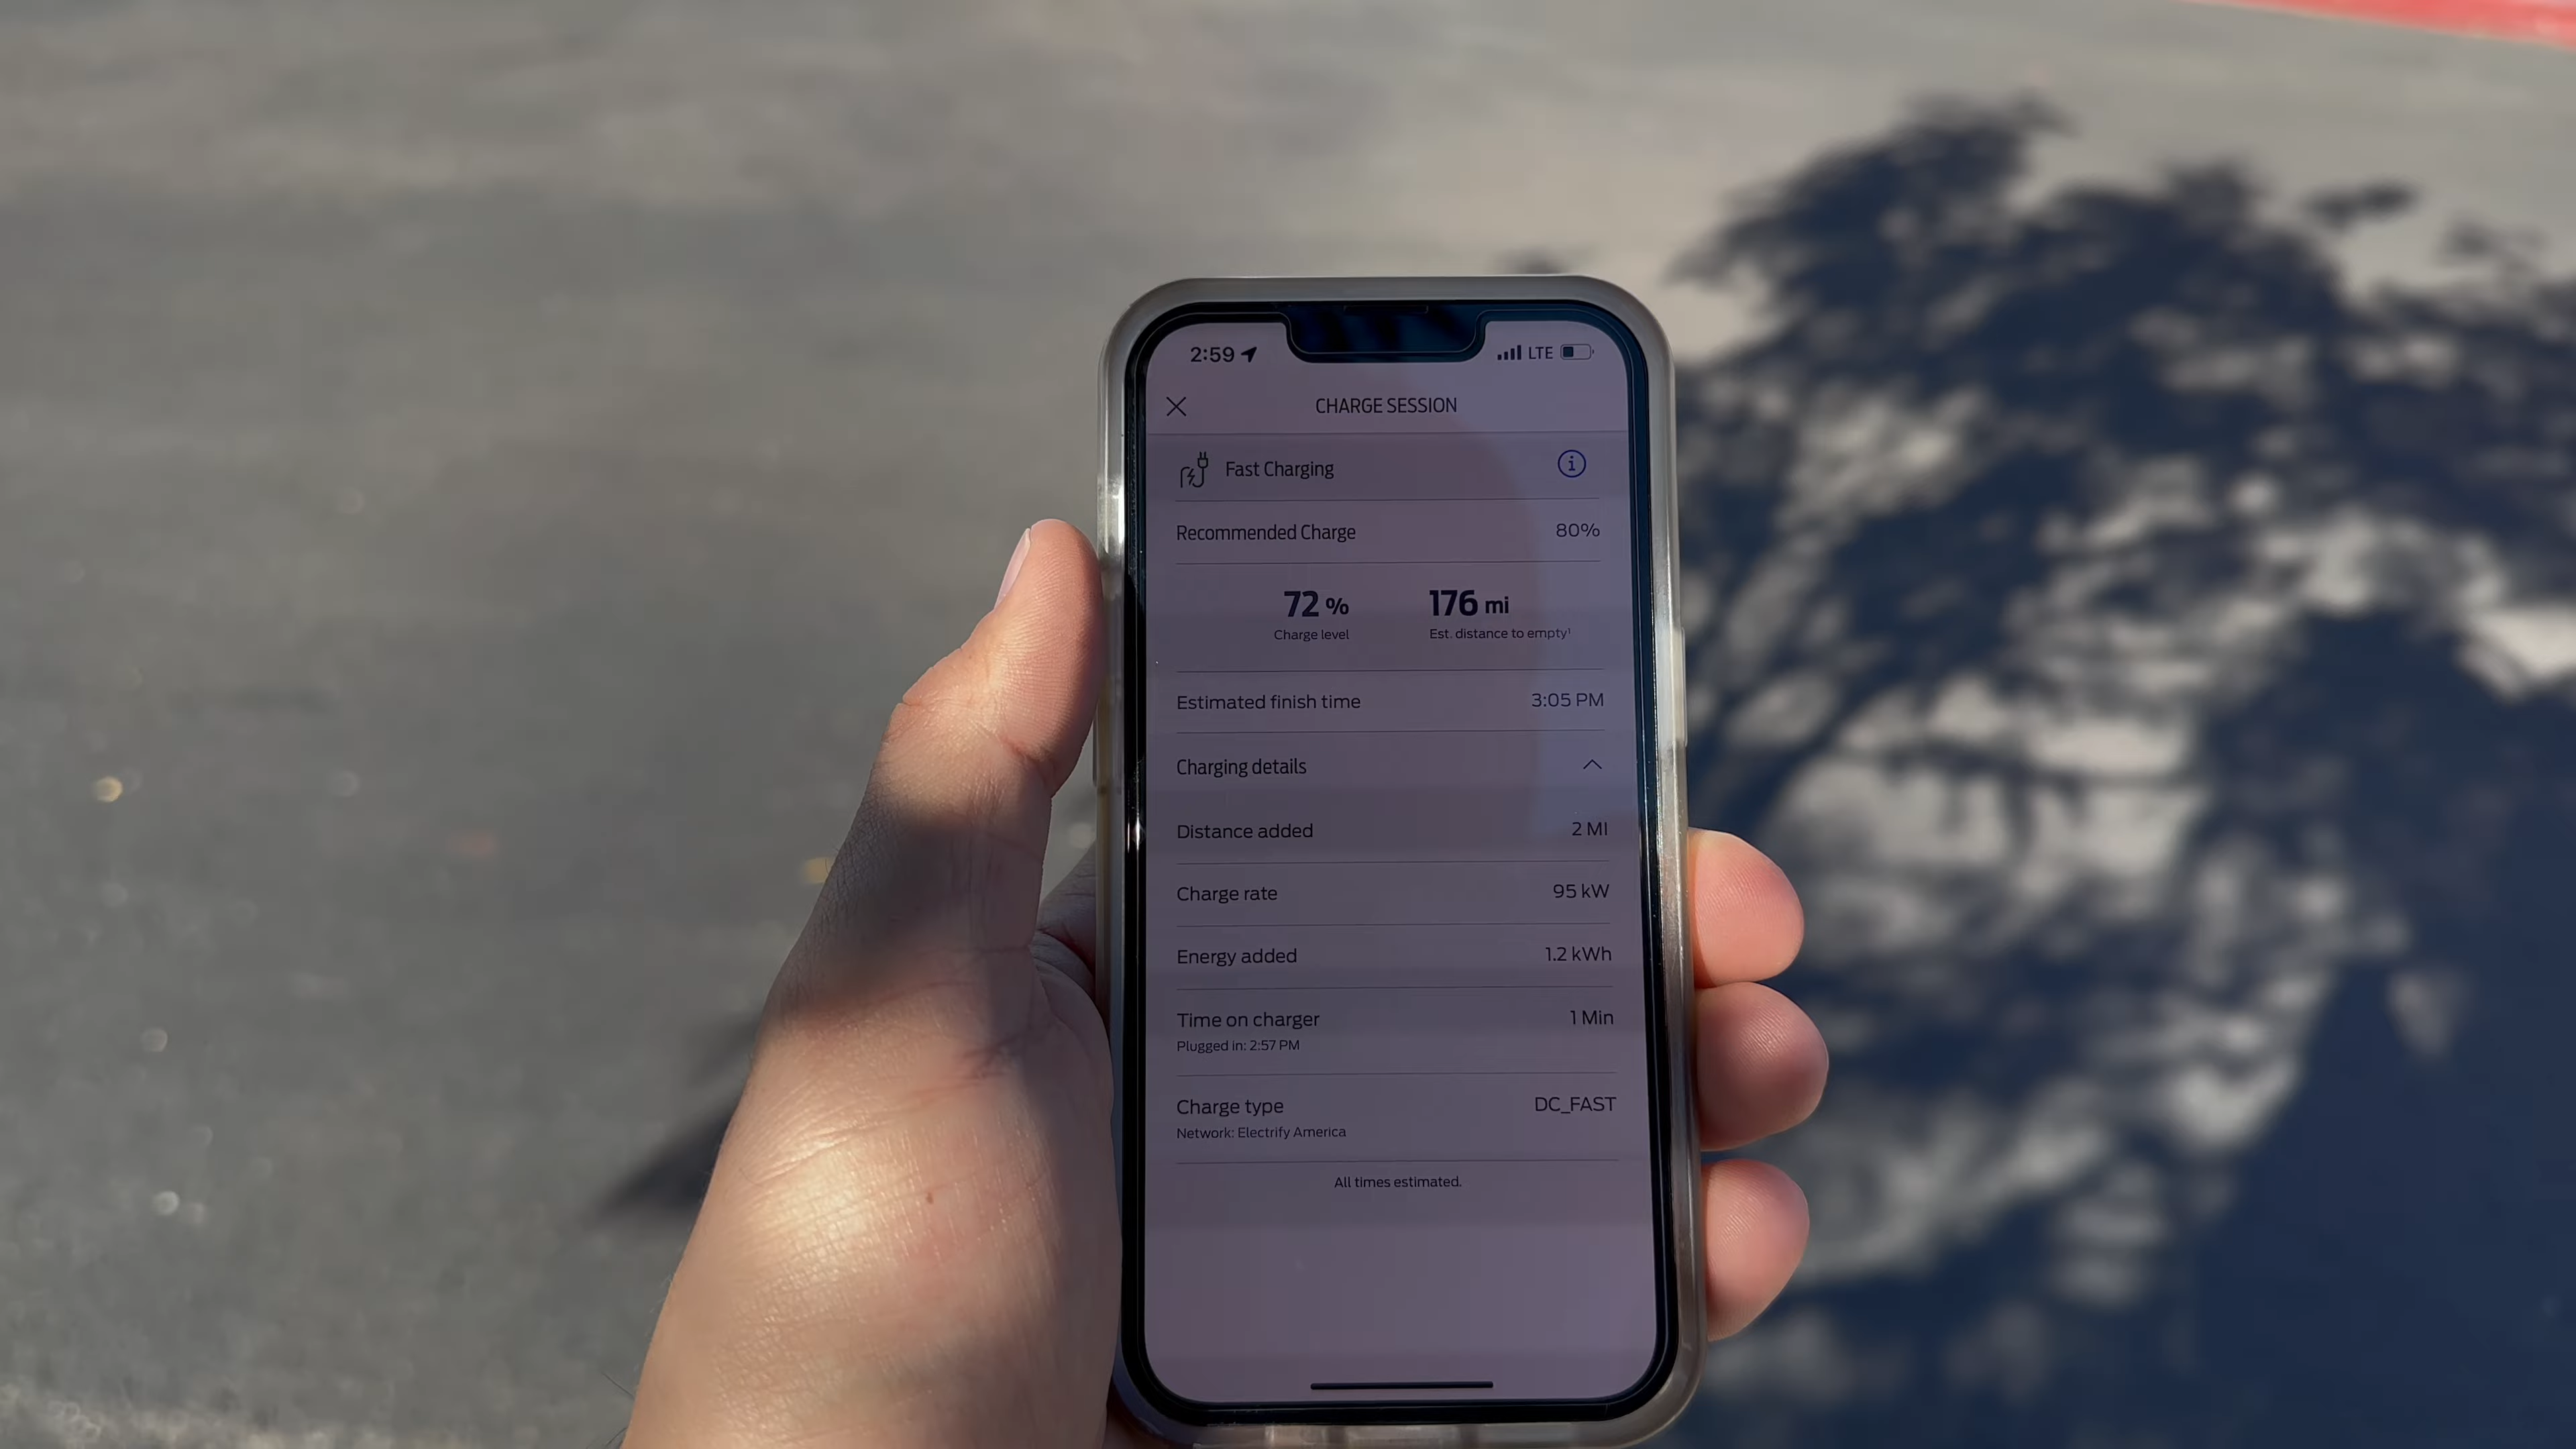 2:59 LTE
CHARGE SESSION
Fast Charging
Recommended Charge 80%
72 % 176 mi
Charge level Est. distance to empty¹
Estimated finish time 3:05 PM
Charging details
Distance added 2 MI
Charge rate 95 kW
Energy added 1.2 kWh
Time on charger 1 Min
Plugged in: 2:57 PM
Charge type DC_FAST
Network: Electrify America
All times estimated.